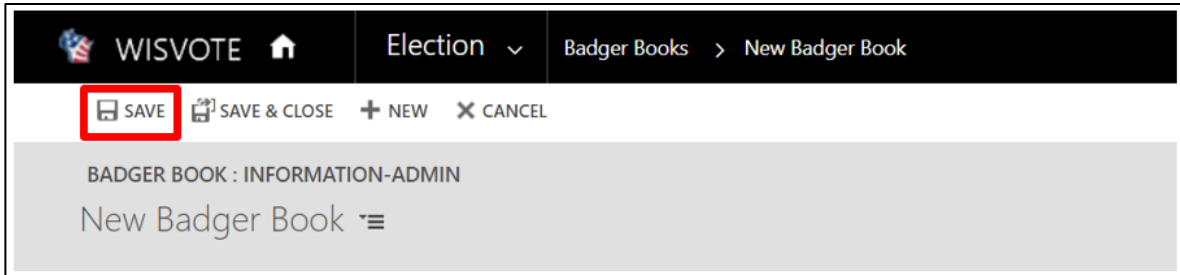 WISVOTE Election Badger Books > New Badger Book
SAVE SAVE & CLOSE + NEW X CANCEL
BADGER BOOK : INFORMATION-ADMIN
New Badger Book